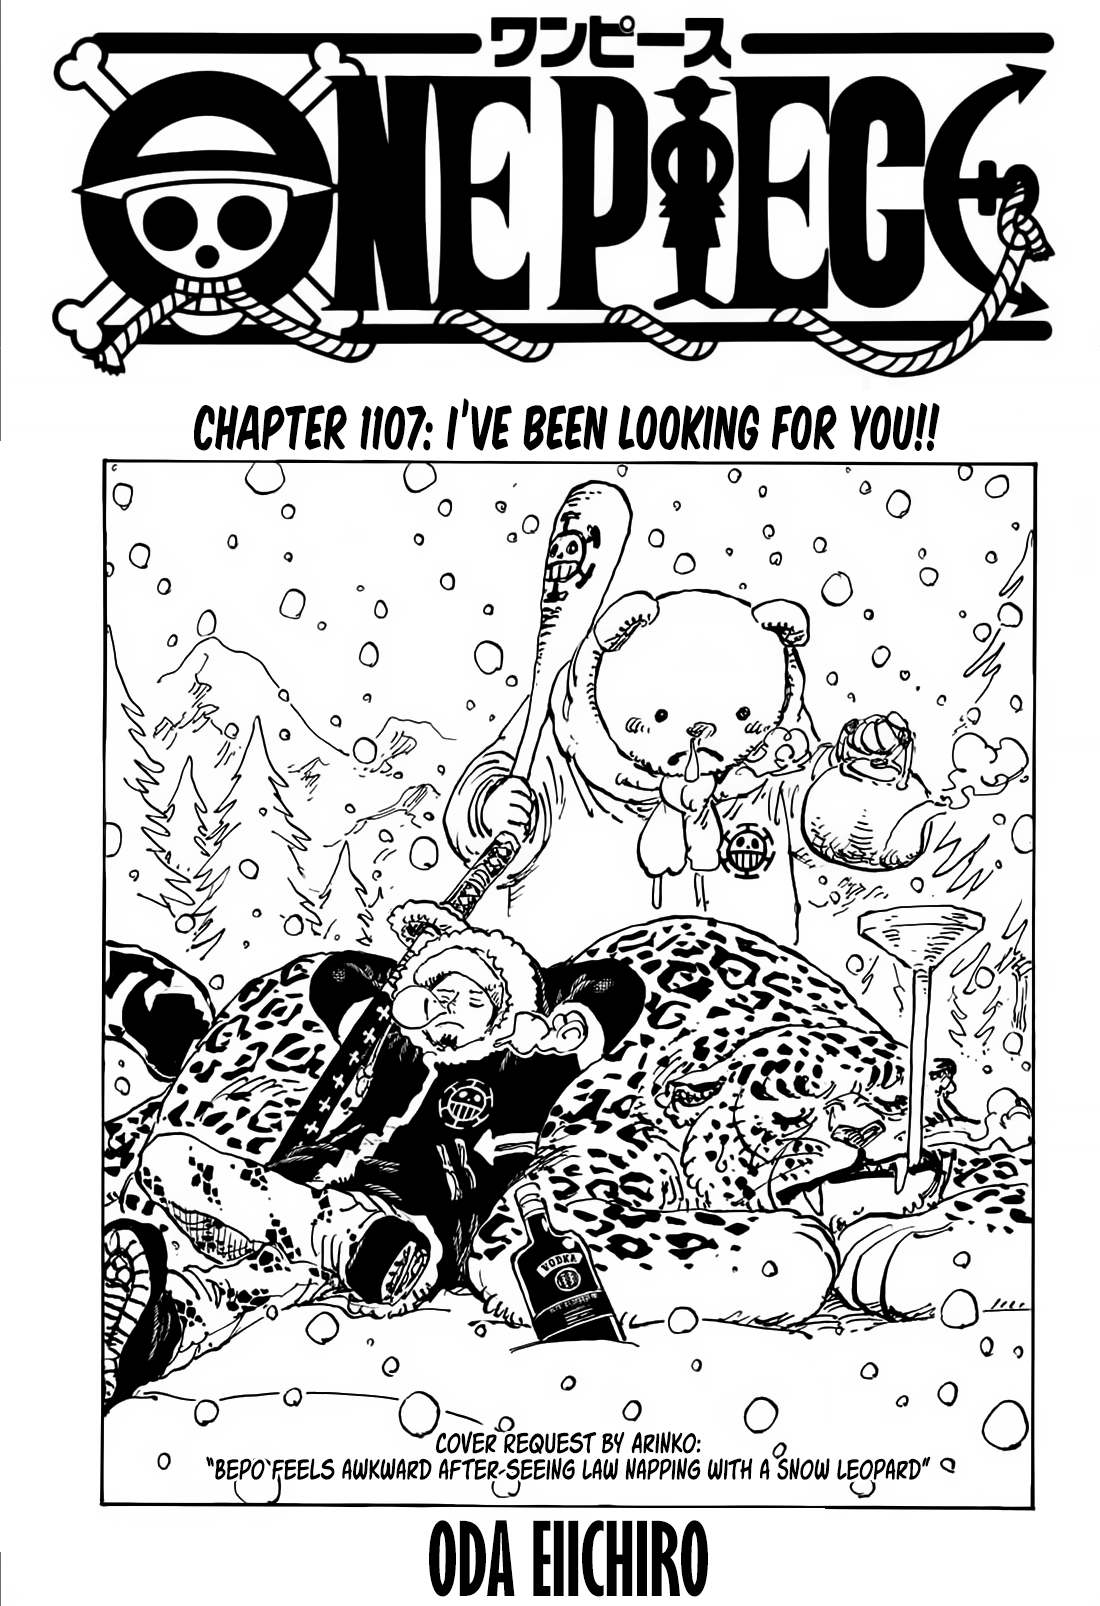 ワンピース
ONE PIECE
CHAPTER 1107: I'VE BEEN LOOKING FOR YOU!!
VODKA
COVER REQUEST BY ARINKO:
"BEPO FEELS AWKWARD AFTER SEEING LAW NAPPING WITH A SNOW LEOPARD"
ODA EIICHIRO